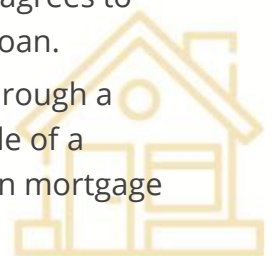 agrees to
oan.
rough a
le of a
n mortgage